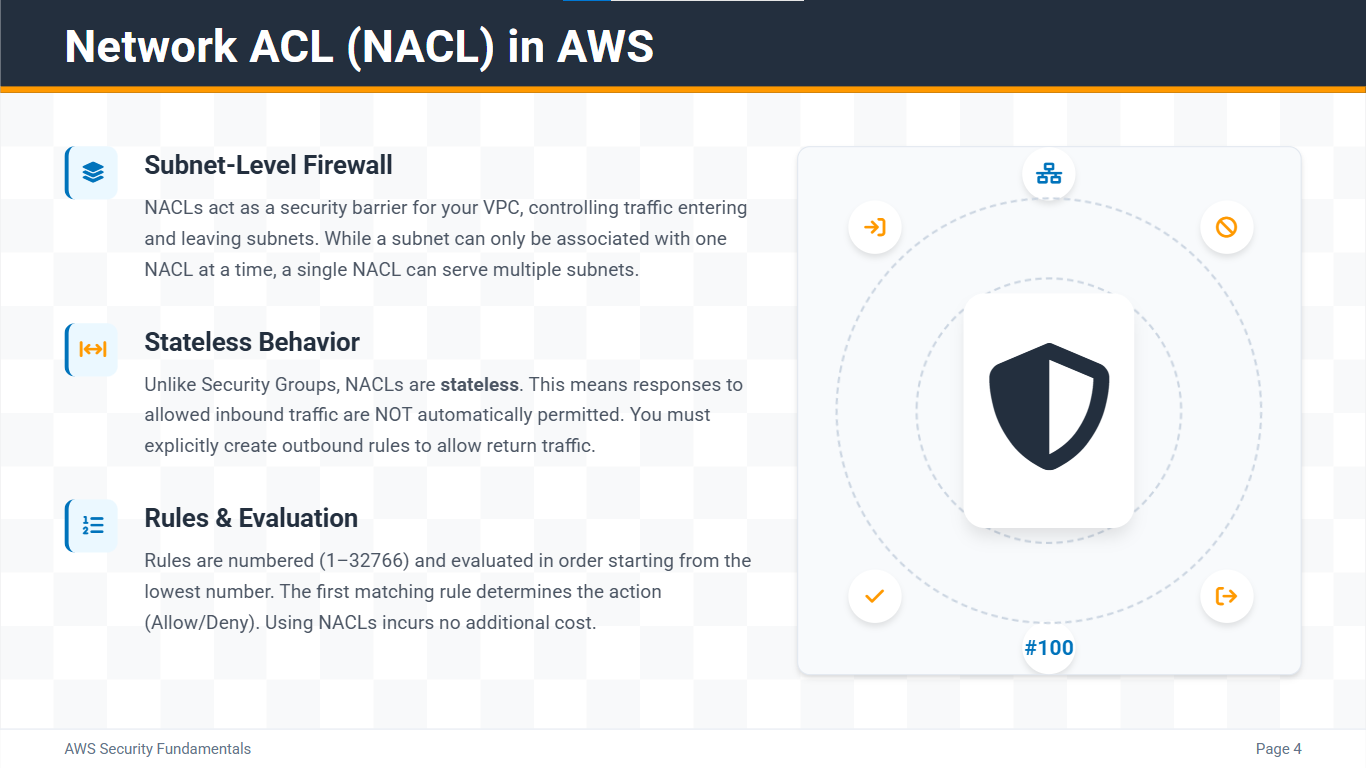 Network ACL (NACL) in AWS
Subnet-Level Firewall
NACLs act as a security barrier for your VPC, controlling traffic entering
and leaving subnets. While a subnet can only be associated with one
NACL at a time, a single NACL can serve multiple subnets.
Stateless Behavior
Unlike Security Groups, NACLs are stateless. This means responses to
allowed inbound traffic are NOT automatically permitted. You must
explicitly create outbound rules to allow return traffic.
Rules & Evaluation
Rules are numbered (1–32766) and evaluated in order starting from the
lowest number. The first matching rule determines the action
(Allow/Deny). Using NACLs incurs no additional cost.
#100
AWS Security Fundamentals
Page 4